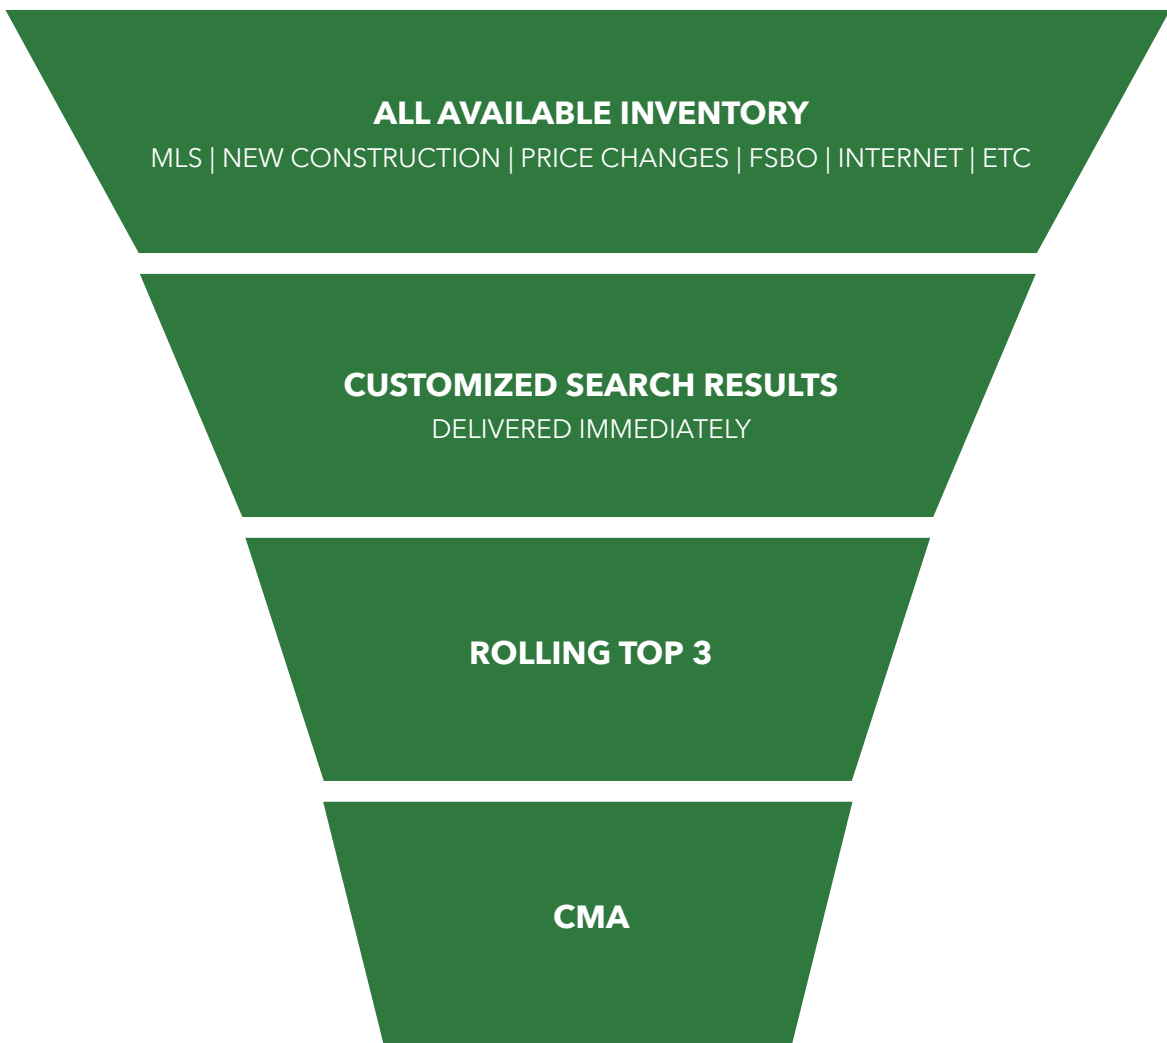 ALL AVAILABLE INVENTORY
MLS | NEW CONSTRUCTION | PRICE CHANGES | FSBO | INTERNET | ETC
CUSTOMIZED SEARCH RESULTS
DELIVERED IMMEDIATELY
ROLLING TOP 3
CMA